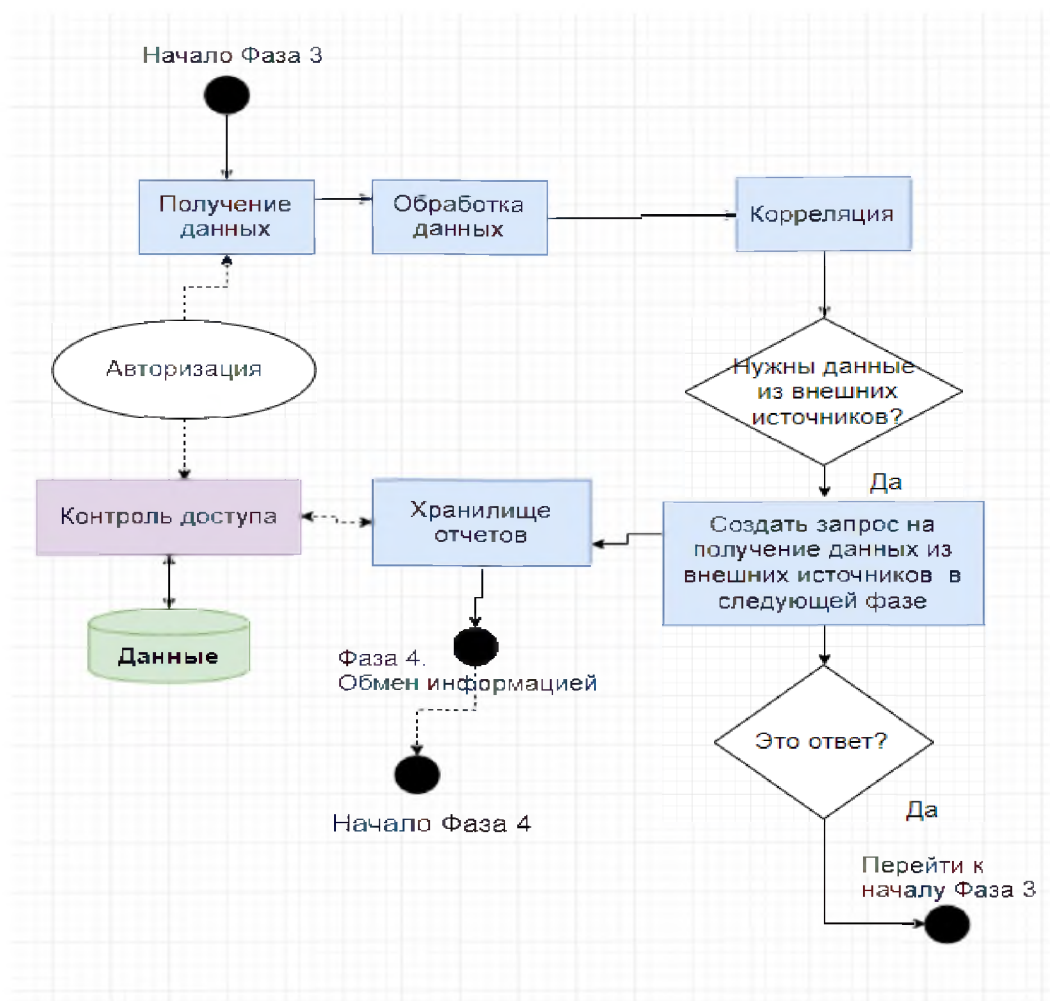 Начало Фаза 3
Получение
данных
Обработка
данных
Корреляция
Авторизация
Нужны данные
из внешних
источников?
Да
Контроль доступа
Хранилище
отчетов
Создать запрос на
получение данных из
внешних источников в
следующей фазе
Данные
Фаза 4.
Обмен информацией
Это ответ?
Начало Фаза 4
Да
Перейти к
началу Фаза 3